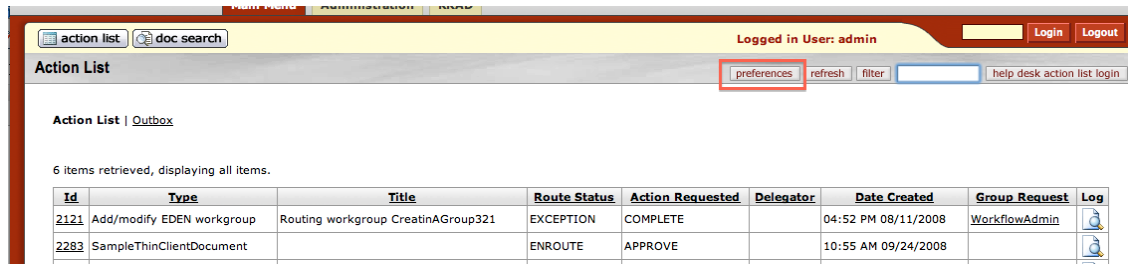 Main Menu Administration KRAD
action list doc search Logged in User: admin Login Logout
Action List preferences refresh filter help desk action list login
Action List | Outbox
6 items retrieved, displaying all items.
Id Type Title Route Status Action Requested Delegator Date Created Group Request Log
2121 Add/modify EDEN workgroup Routing workgroup CreatinAGroup321 EXCEPTION COMPLETE 04:52 PM 08/11/2008 WorkflowAdmin
2283 SampleThinClientDocument ENROUTE APPROVE 10:55 AM 09/24/2008